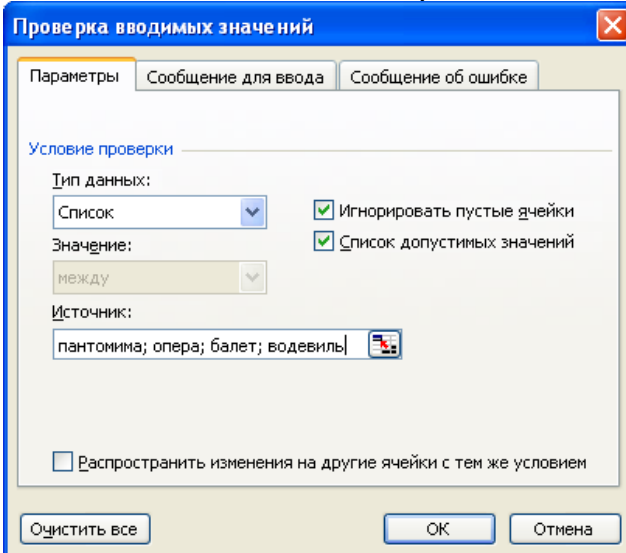 Проверка вводимых значений
Параметры Сообщение для ввода Сообщение об ошибке
Условие проверки
Тип данных:
Список Игнорировать пустые ячейки
Значение: Список допустимых значений
между
Источник:
пантомима; опера; балет; водевиль
Распространить изменения на другие ячейки с тем же условием
Очистить все ОК Отмена